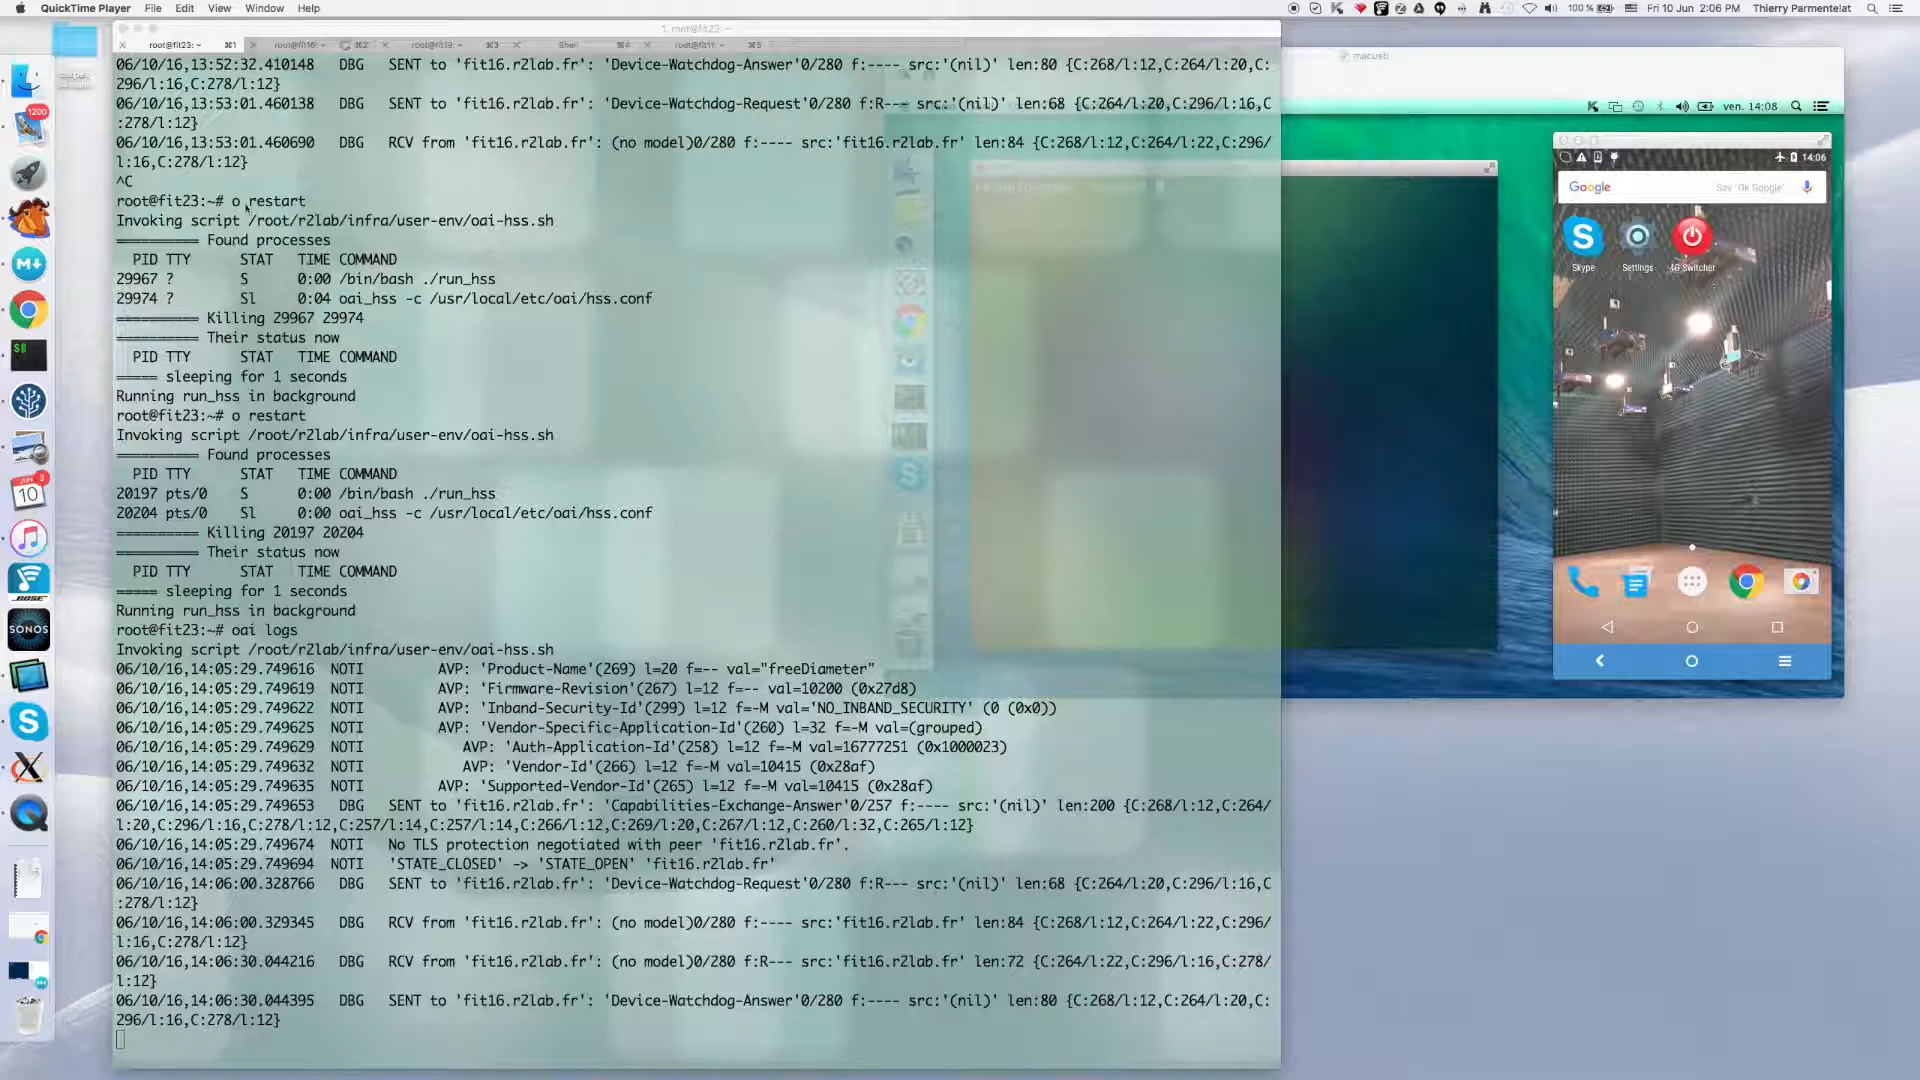 QuickTime Player File Edit View Window Help
100% Fri 10 Jun 2:06 PM Thierry Parmentelat
1. root@fit23: ~
root@fit23: ~ ⌘1 root@fit16: ~ ⌘2 root@fit19: ~ ⌘3 Shell ⌘4 root@fit11: ~ ⌘5
macusb
06/10/16,13:52:32.410148 DBG SENT to 'fit16.r2lab.fr': 'Device-Watchdog-Answer'0/280 f:---- src:'(nil)' len:80 {C:268/l:12,C:264/l:20,C:
296/l:16,C:278/l:12}
06/10/16,13:53:01.460138 DBG SENT to 'fit16.r2lab.fr': 'Device-Watchdog-Request'0/280 f:R--- src:'(nil)' len:68 {C:264/l:20,C:296/l:16,C
:278/l:12}
06/10/16,13:53:01.460690 DBG RCV from 'fit16.r2lab.fr': (no model)0/280 f:---- src:'fit16.r2lab.fr' len:84 {C:268/l:12,C:264/l:22,C:296/
l:16,C:278/l:12}
^C
root@fit23:~# o restart
Invoking script /root/r2lab/infra/user-env/oai-hss.sh
========== Found processes
PID TTY STAT TIME COMMAND
29967 ? S 0:00 /bin/bash ./run_hss
29974 ? Sl 0:04 oai_hss -c /usr/local/etc/oai/hss.conf
========== Killing 29967 29974
========== Their status now
PID TTY STAT TIME COMMAND
===== sleeping for 1 seconds
Running run_hss in background
root@fit23:~# o restart
Invoking script /root/r2lab/infra/user-env/oai-hss.sh
========== Found processes
PID TTY STAT TIME COMMAND
20197 pts/0 S 0:00 /bin/bash ./run_hss
20204 pts/0 Sl 0:00 oai_hss -c /usr/local/etc/oai/hss.conf
========== Killing 20197 20204
========== Their status now
PID TTY STAT TIME COMMAND
===== sleeping for 1 seconds
Running run_hss in background
root@fit23:~# oai logs
Invoking script /root/r2lab/infra/user-env/oai-hss.sh
06/10/16,14:05:29.749616 NOTI AVP: 'Product-Name'(269) l=20 f=-- val="freeDiameter"
06/10/16,14:05:29.749619 NOTI AVP: 'Firmware-Revision'(267) l=12 f=-- val=10200 (0x27d8)
06/10/16,14:05:29.749622 NOTI AVP: 'Inband-Security-Id'(299) l=12 f=-M val='NO_INBAND_SECURITY' (0 (0x0))
06/10/16,14:05:29.749625 NOTI AVP: 'Vendor-Specific-Application-Id'(260) l=32 f=-M val=(grouped)
06/10/16,14:05:29.749629 NOTI AVP: 'Auth-Application-Id'(258) l=12 f=-M val=16777251 (0x1000023)
06/10/16,14:05:29.749632 NOTI AVP: 'Vendor-Id'(266) l=12 f=-M val=10415 (0x28af)
06/10/16,14:05:29.749635 NOTI AVP: 'Supported-Vendor-Id'(265) l=12 f=-M val=10415 (0x28af)
06/10/16,14:05:29.749653 DBG SENT to 'fit16.r2lab.fr': 'Capabilities-Exchange-Answer'0/257 f:---- src:'(nil)' len:200 {C:268/l:12,C:264/
l:20,C:296/l:16,C:278/l:12,C:257/l:14,C:257/l:14,C:266/l:12,C:269/l:20,C:267/l:12,C:260/l:32,C:265/l:12}
06/10/16,14:05:29.749674 NOTI No TLS protection negotiated with peer 'fit16.r2lab.fr'.
06/10/16,14:05:29.749694 NOTI 'STATE_CLOSED' -> 'STATE_OPEN' 'fit16.r2lab.fr'
06/10/16,14:06:00.328766 DBG SENT to 'fit16.r2lab.fr': 'Device-Watchdog-Request'0/280 f:R--- src:'(nil)' len:68 {C:264/l:20,C:296/l:16,C
:278/l:12}
06/10/16,14:06:00.329345 DBG RCV from 'fit16.r2lab.fr': (no model)0/280 f:---- src:'fit16.r2lab.fr' len:84 {C:268/l:12,C:264/l:22,C:296/
l:16,C:278/l:12}
06/10/16,14:06:30.044216 DBG RCV from 'fit16.r2lab.fr': (no model)0/280 f:R--- src:'fit16.r2lab.fr' len:72 {C:264/l:22,C:296/l:16,C:278/
l:12}
06/10/16,14:06:30.044395 DBG SENT to 'fit16.r2lab.fr': 'Device-Watchdog-Answer'0/280 f:---- src:'(nil)' len:80 {C:268/l:12,C:264/l:20,C:
296/l:16,C:278/l:12}
ven. 14:08
14:06
Google Say "Ok Google"
Skype Settings 4G Switcher
1200
JUN 3
10
BOSE
SONOS